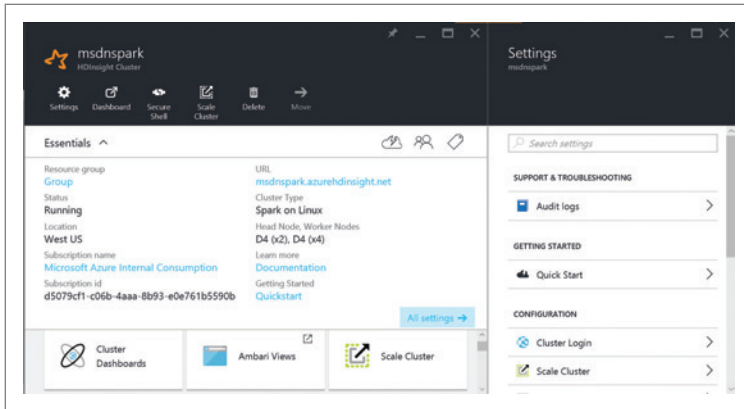 msdnspark
HDInsight Cluster
Settings
Dashboard
Secure
Shell
Scale
Cluster
Delete
Move
Essentials
Resource group
Group
Status
Running
Location
West US
Subscription name
Microsoft Azure Internal Consumption
Subscription id
d5079cf1-c06b-4aaa-8b93-e0e761b5590b
URL
msdnspark.azurehdinsight.net
Cluster Type
Spark on Linux
Head Node, Worker Nodes
D4 (x2), D4 (x4)
Learn more
Documentation
Getting Started
Quickstart
All settings
Cluster
Dashboards
Ambari Views
Scale Cluster
Settings
msdnspark
Search settings
SUPPORT & TROUBLESHOOTING
Audit logs
GETTING STARTED
Quick Start
CONFIGURATION
Cluster Login
Scale Cluster